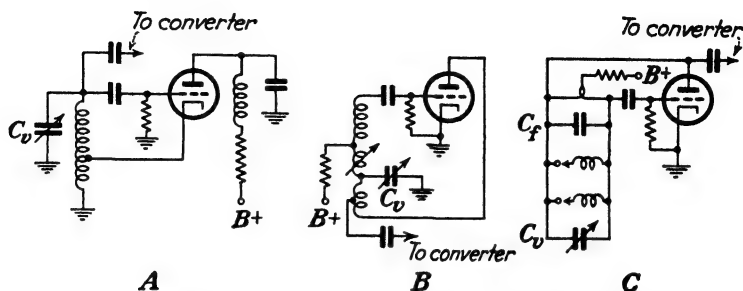 To converter
C_v
B+
A
C_v
B+
To converter
B
To converter
B+
C_f
C_v
C